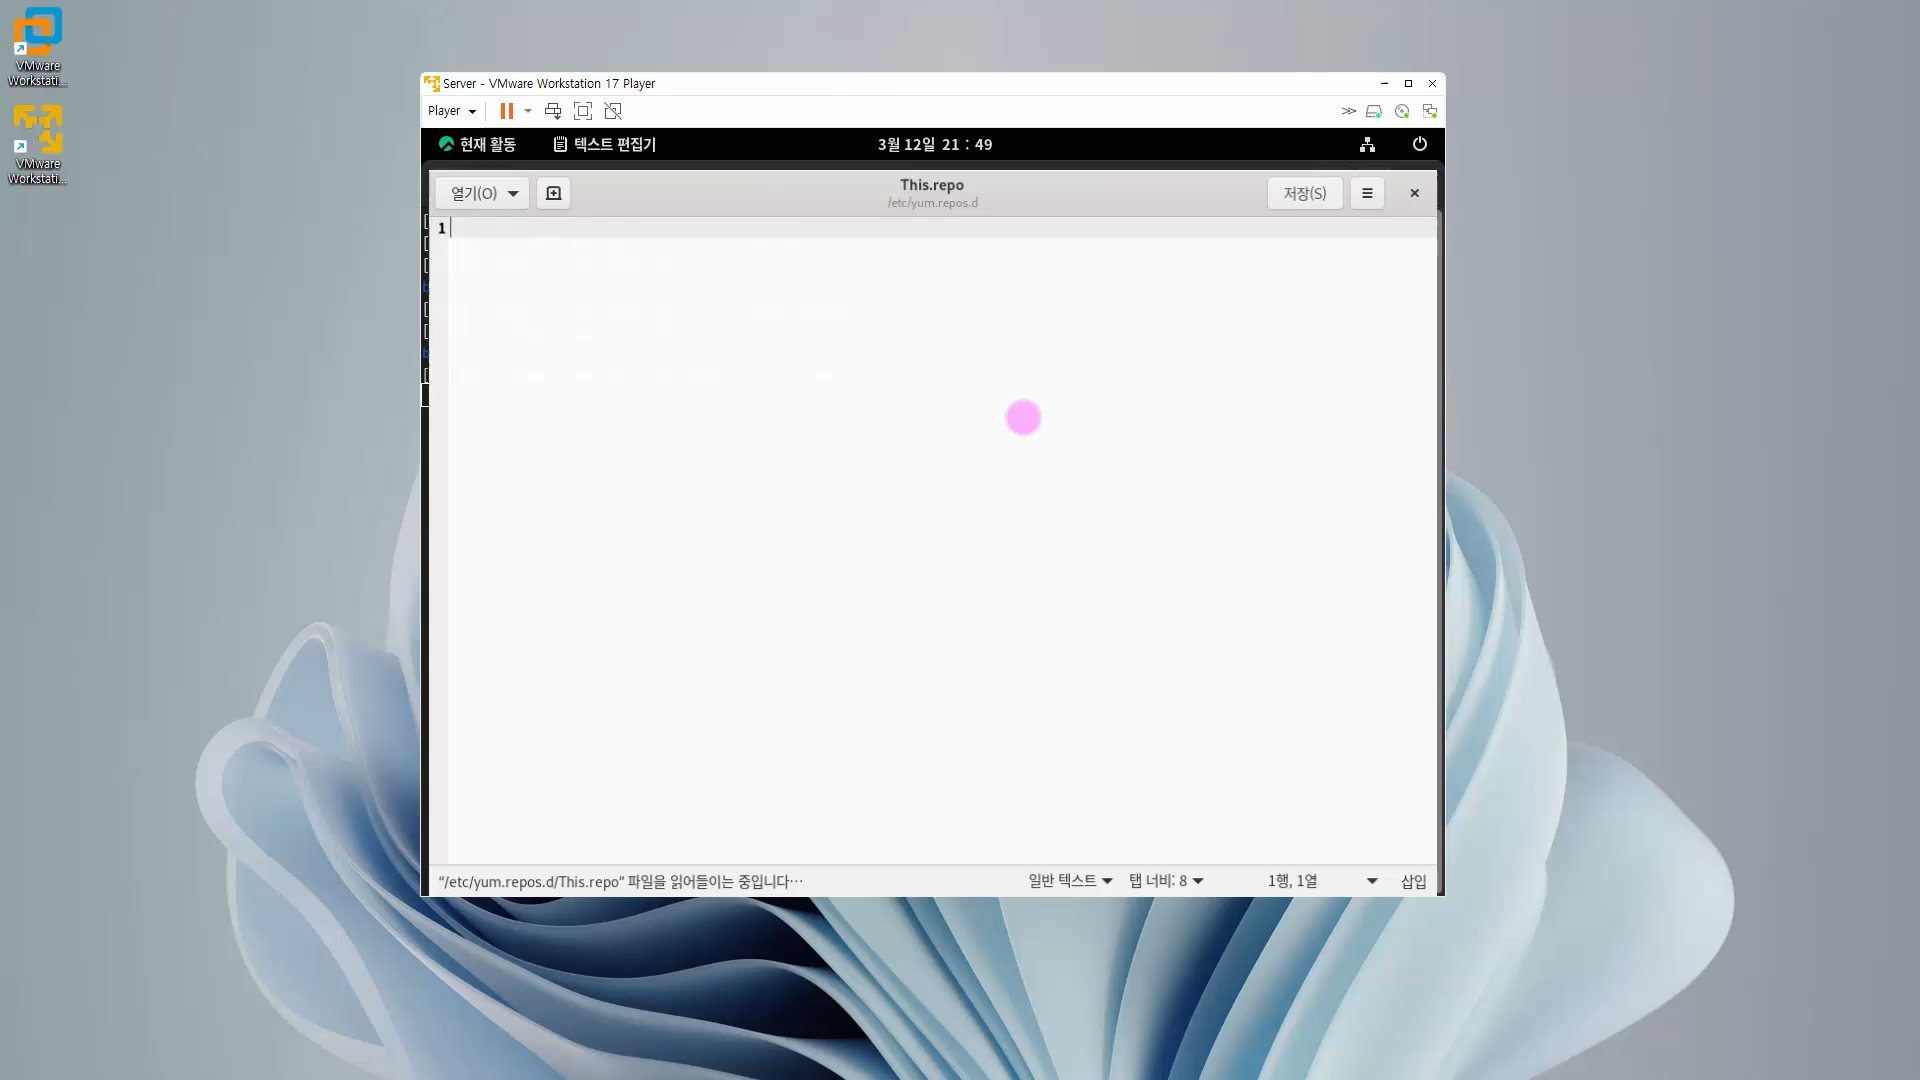 VMware
Workstati...
VMware
Workstati...
Server - VMware Workstation 17 Player
Player
현재 활동
텍스트 편집기
3월 12일 21 : 49
열기(O)
This.repo
/etc/yum.repos.d
저장(S)
1
[
[
[
[
[
[
“/etc/yum.repos.d/This.repo“ 파일을 읽어들이는 중입니다…
일반 텍스트
탭 너비: 8
1행, 1열
삽입